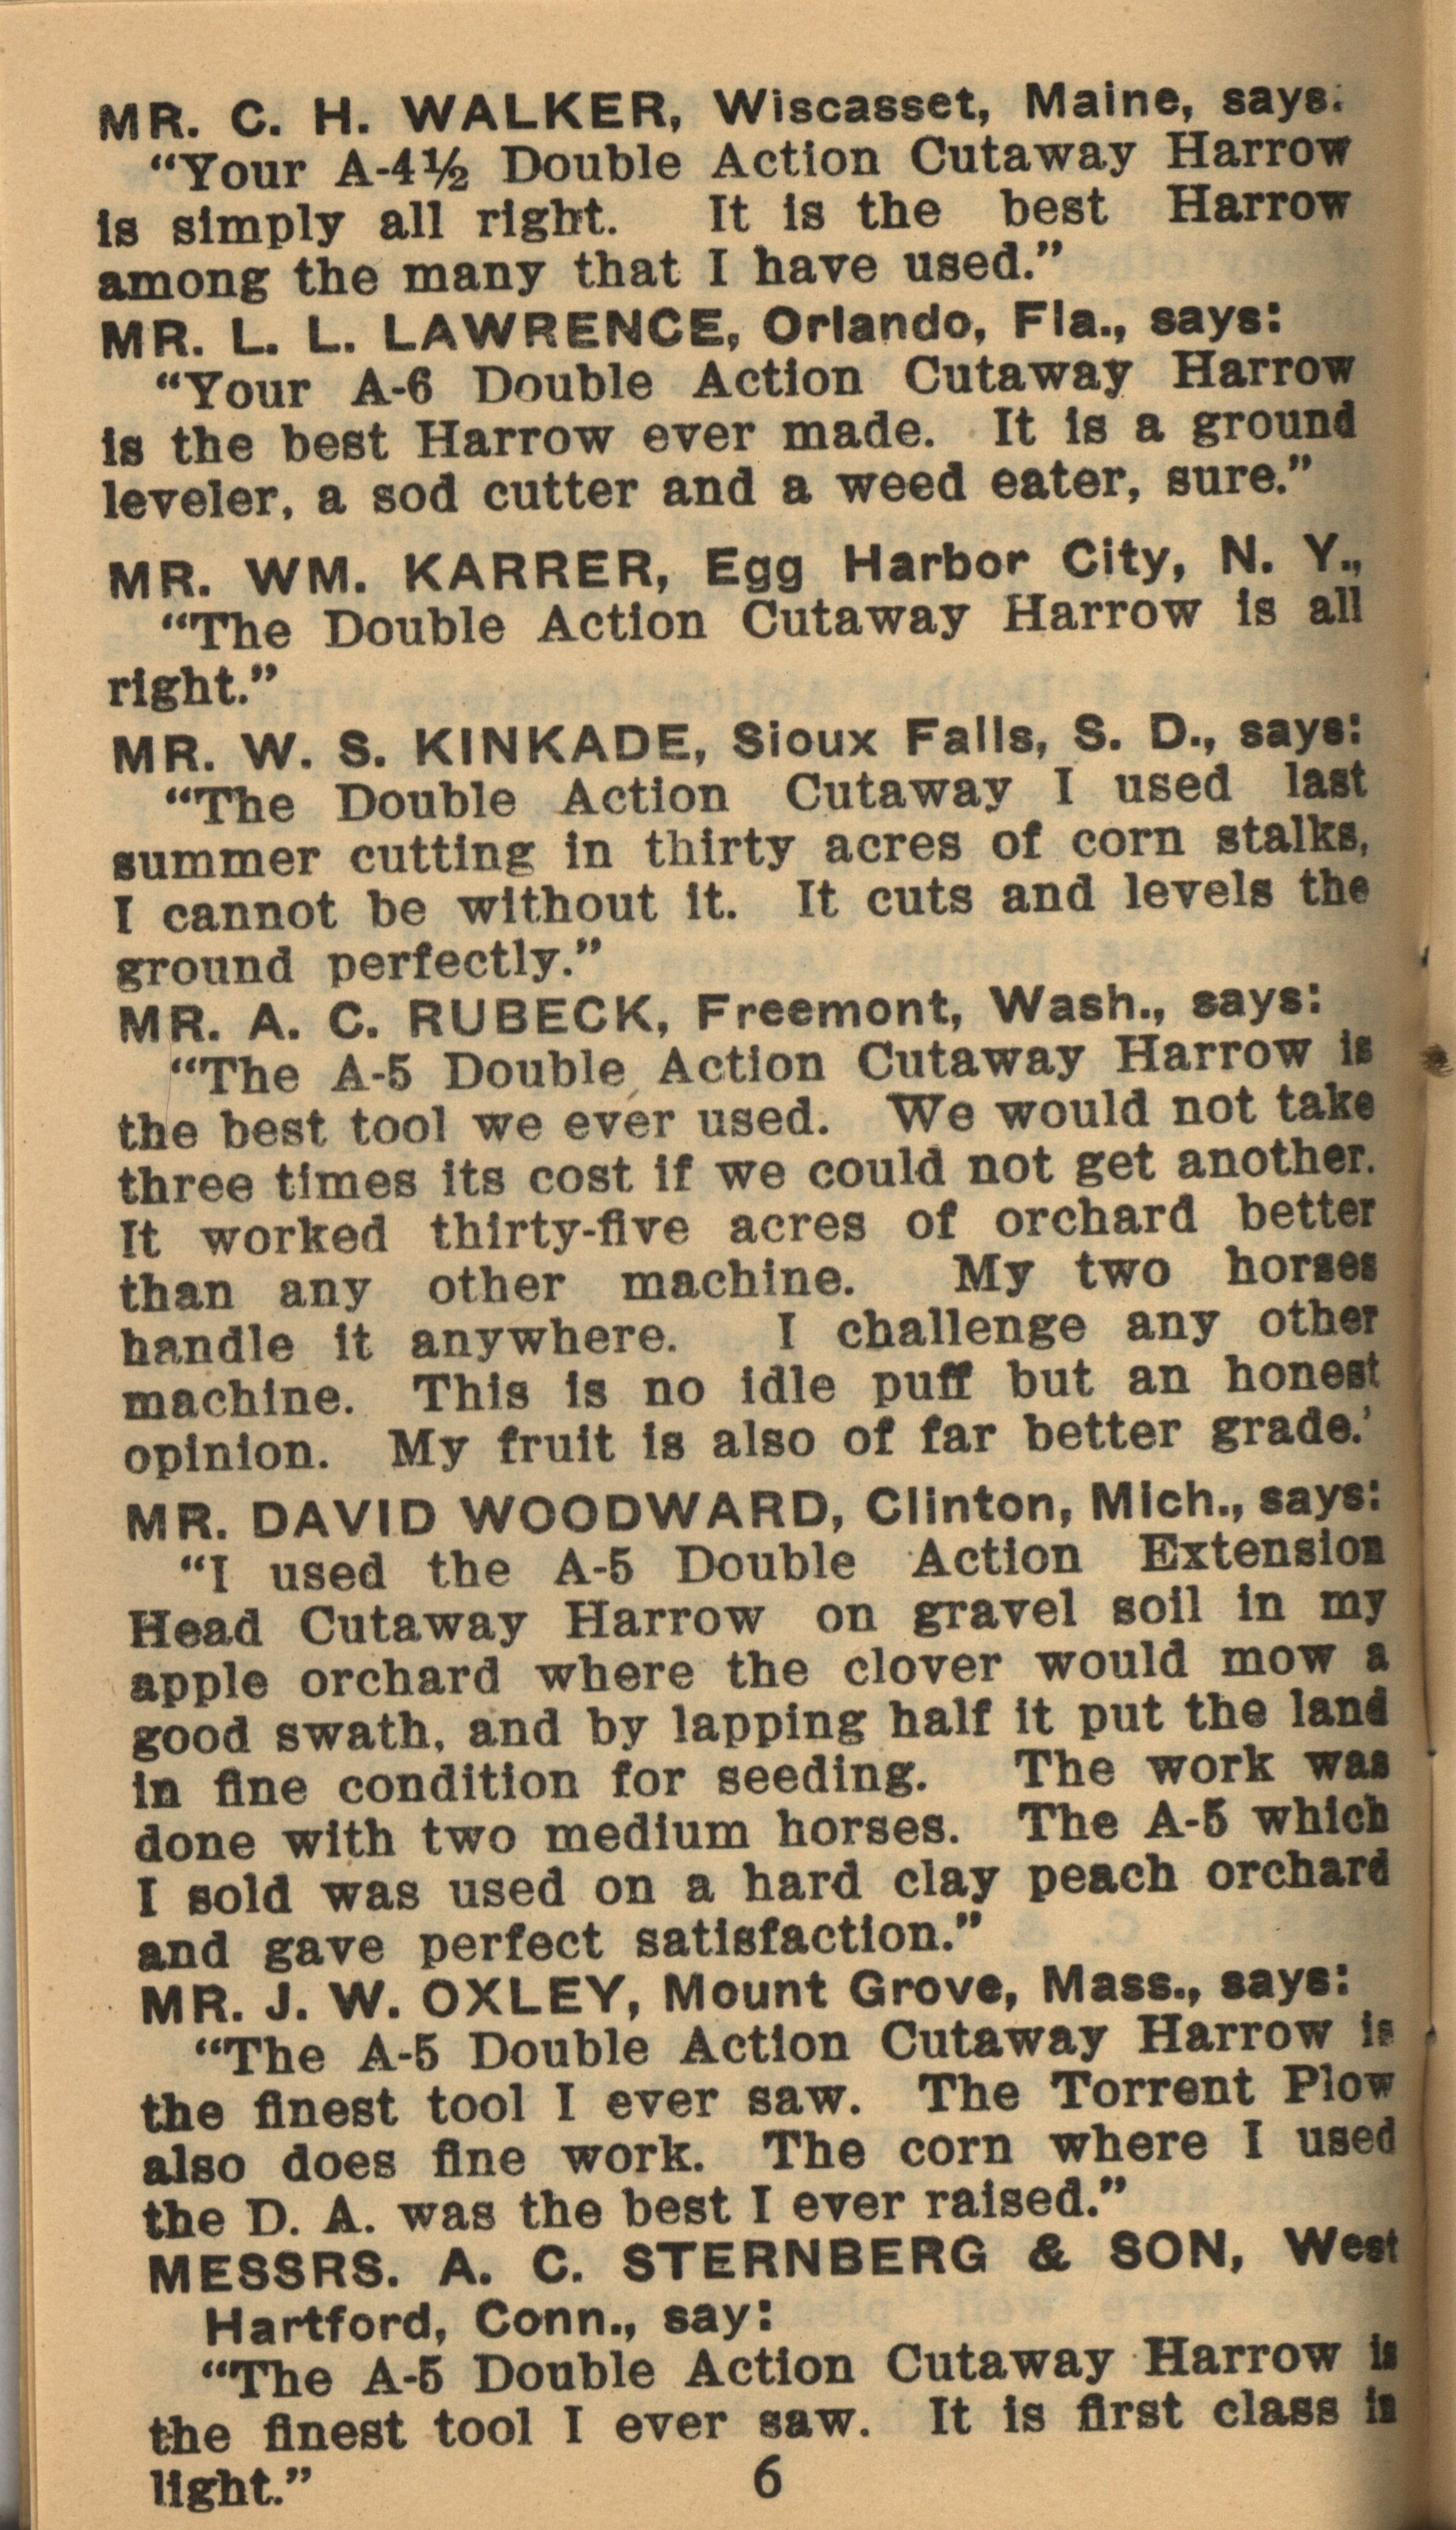 MR. C. H. WALKER, Wiscasset, Maine, says:
"Your A-4½ Double Action Cutaway Harrow
is simply all right. It is the best Harrow
among the many that I have used."
MR. L. L. LAWRENCE, Orlando, Fla., says:
"Your A-6 Double Action Cutaway Harrow
is the best Harrow ever made. It is a ground
leveler, a sod cutter and a weed eater, sure."
MR. WM. KARRER, Egg Harbor City, N. Y.,
"The Double Action Cutaway Harrow is all
right."
MR. W. S. KINKADE, Sioux Falls, S. D., says:
"The Double Action Cutaway I used last
summer cutting in thirty acres of corn stalks,
I cannot be without it. It cuts and levels the
ground perfectly."
MR. A. C. RUBECK, Freemont, Wash., says:
"The A-5 Double Action Cutaway Harrow is
the best tool we ever used. We would not take
three times its cost if we could not get another.
It worked thirty-five acres of orchard better
than any other machine. My two horses
handle it anywhere. I challenge any other
machine. This is no idle puff but an honest
opinion. My fruit is also of far better grade.'
MR. DAVID WOODWARD, Clinton, Mich., says:
"I used the A-5 Double Action Extension
Head Cutaway Harrow on gravel soil in my
apple orchard where the clover would mow a
good swath, and by lapping half it put the land
in fine condition for seeding. The work was
done with two medium horses. The A-5 which
I sold was used on a hard clay peach orchard
and gave perfect satisfaction."
MR. J. W. OXLEY, Mount Grove, Mass., says:
"The A-5 Double Action Cutaway Harrow is
the finest tool I ever saw. The Torrent Plow
also does fine work. The corn where I used
the D. A. was the best I ever raised."
MESSRS. A. C. STERNBERG & SON, West
Hartford, Conn., say:
"The A-5 Double Action Cutaway Harrow is
the finest tool I ever saw. It is first class in
light."
6